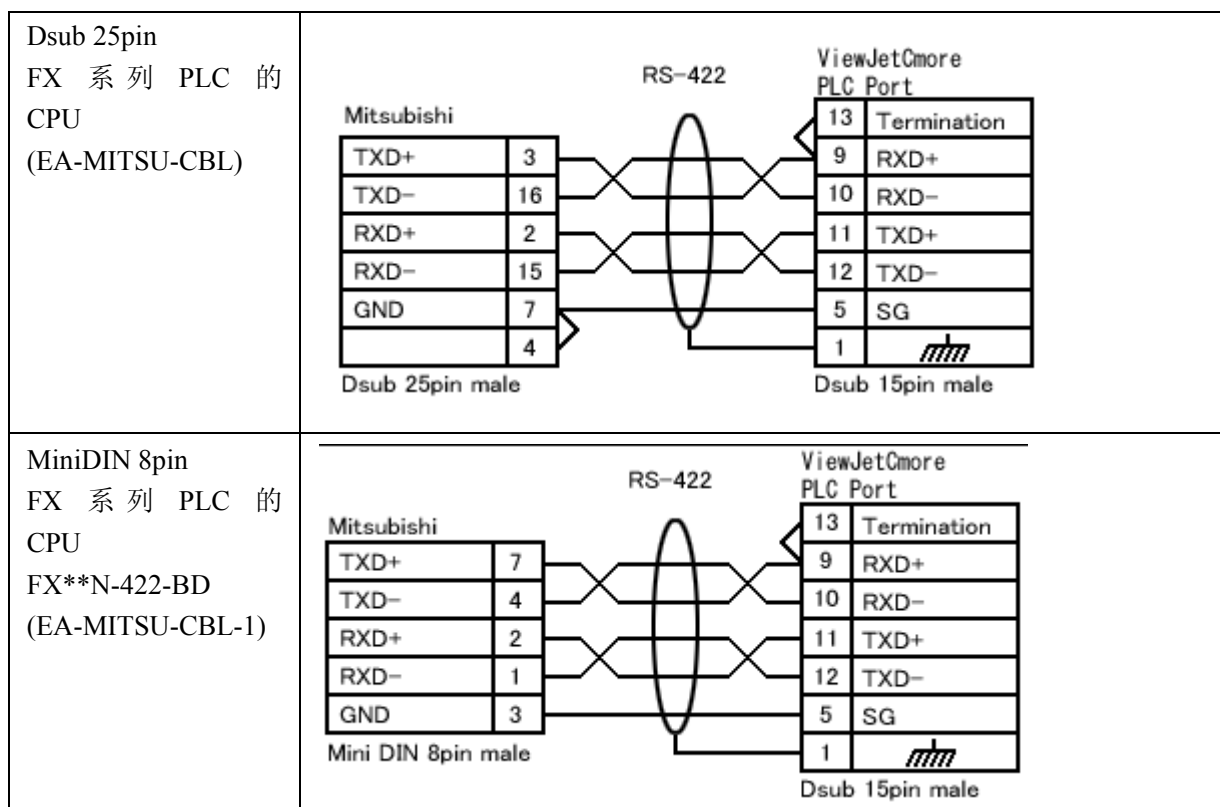 Dsub 25pin
FX 系列 PLC 的
CPU
(EA-MITSU-CBL)
RS-422
ViewJetCmore
PLC Port
Mitsubishi
13 Termination
TXD+ 3 9 RXD+
TXD- 16 10 RXD-
RXD+ 2 11 TXD+
RXD- 15 12 TXD-
GND 7 5 SG
4 1
Dsub 25pin male Dsub 15pin male
MiniDIN 8pin
FX 系列 PLC 的
CPU
FX**N-422-BD
(EA-MITSU-CBL-1)
RS-422
ViewJetCmore
PLC Port
Mitsubishi
13 Termination
TXD+ 7 9 RXD+
TXD- 4 10 RXD-
RXD+ 2 11 TXD+
RXD- 1 12 TXD-
GND 3 5 SG
1
Mini DIN 8pin male
Dsub 15pin male